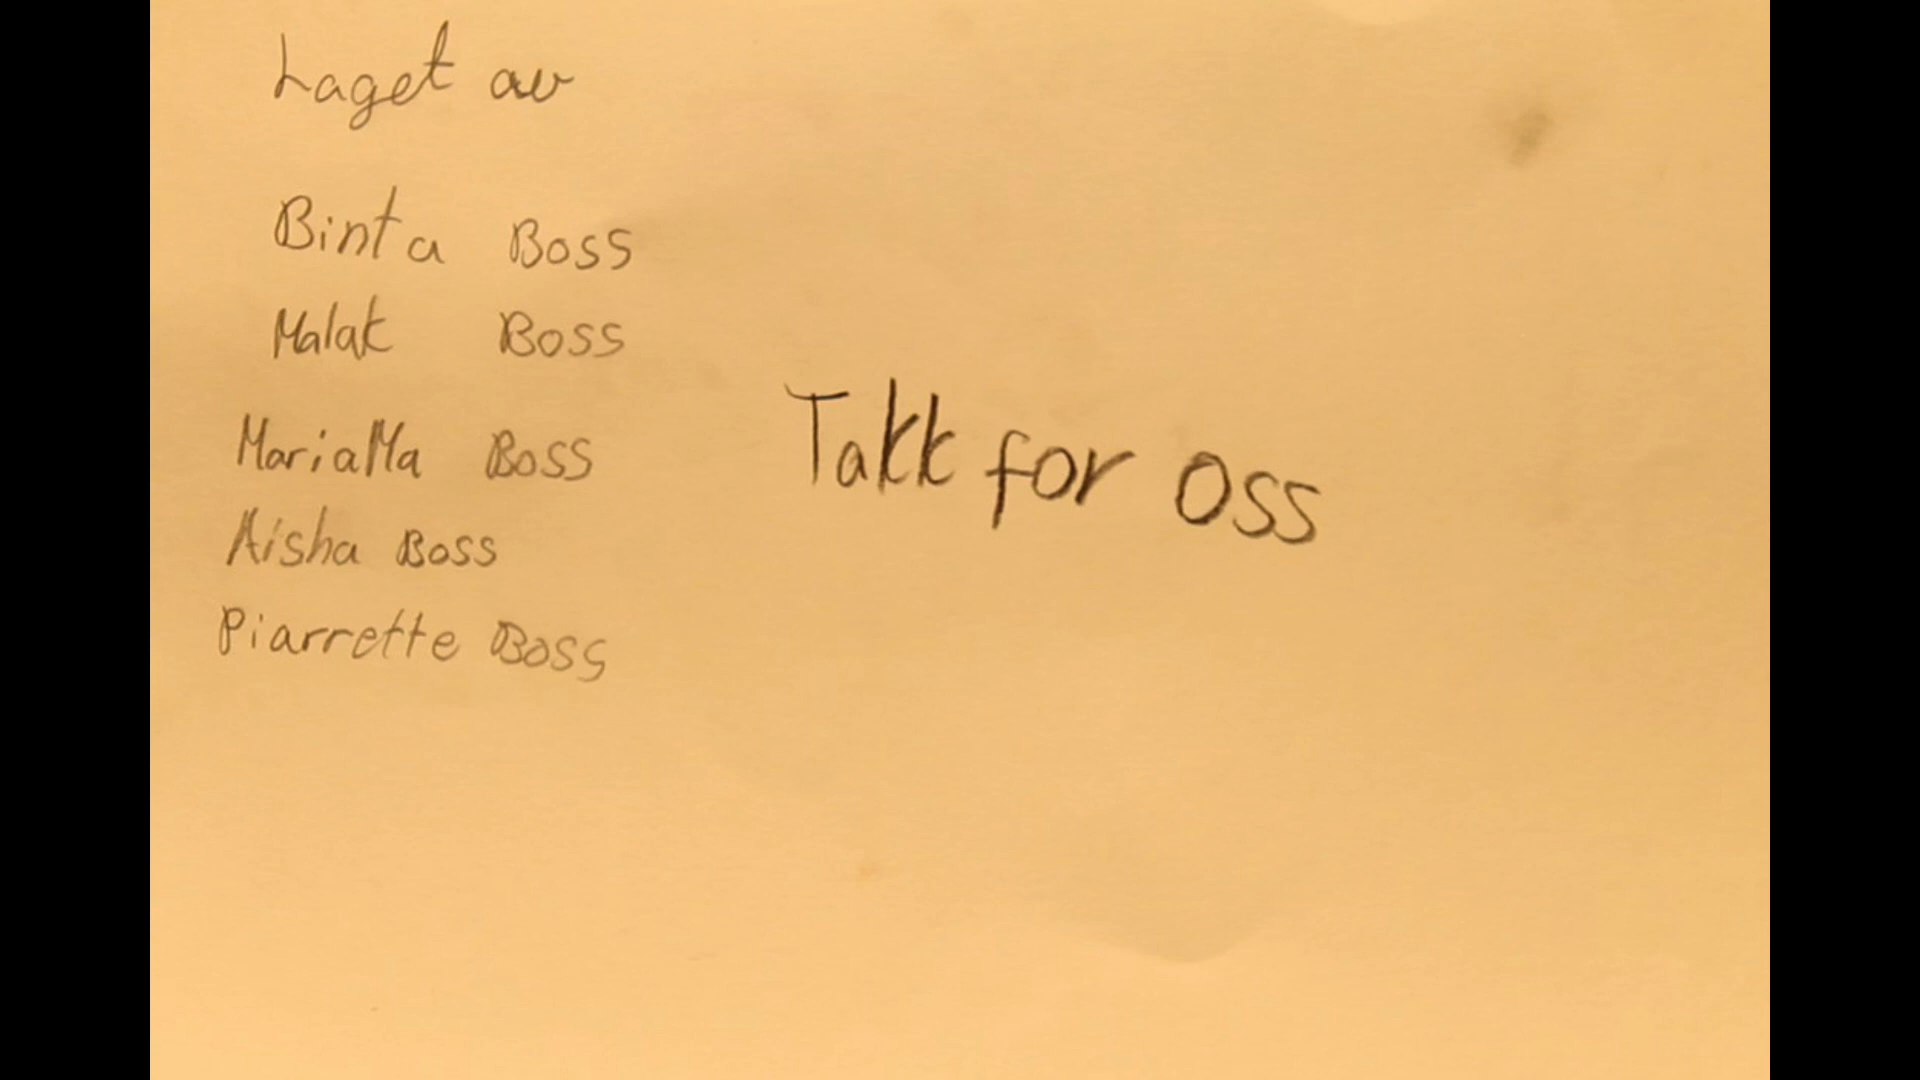 Laget av
Binta Boss
Malak Boss
MariaMa Boss
Aisha Boss
Piarrette Boss
Takk for oss